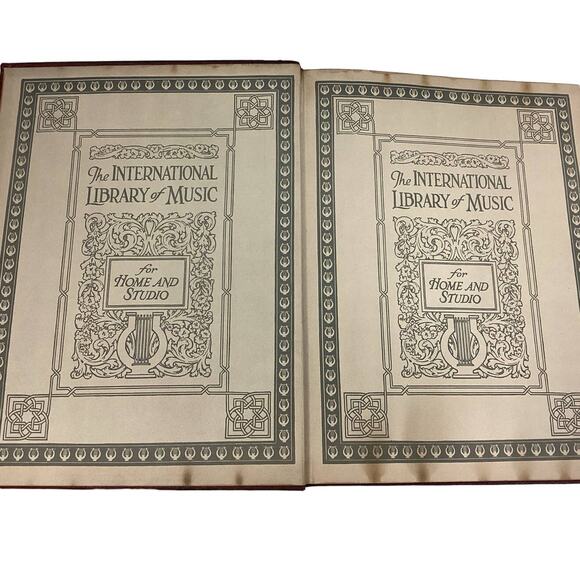 The INTERNATIONAL
LIBRARY of MUSIC
for
HOME AND
STUDIO
The INTERNATIONAL
LIBRARY of MUSIC
for
HOME AND
STUDIO